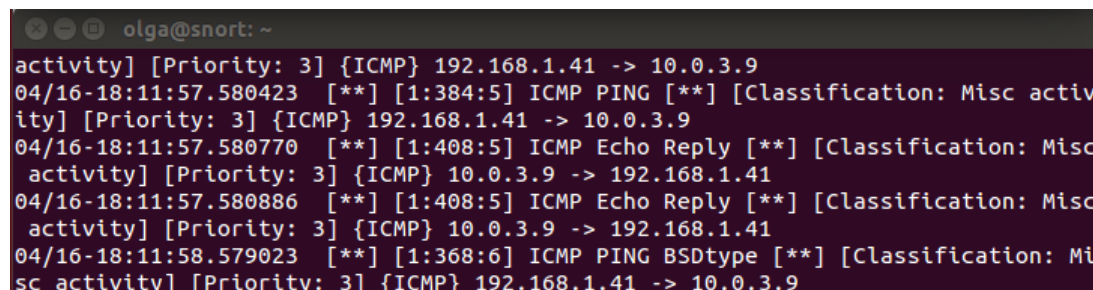 olga@snort: ~
activity] [Priority: 3] {ICMP} 192.168.1.41 -> 10.0.3.9
04/16-18:11:57.580423  [**] [1:384:5] ICMP PING [**] [Classification: Misc activ
ity] [Priority: 3] {ICMP} 192.168.1.41 -> 10.0.3.9
04/16-18:11:57.580770  [**] [1:408:5] ICMP Echo Reply [**] [Classification: Misc
 activity] [Priority: 3] {ICMP} 10.0.3.9 -> 192.168.1.41
04/16-18:11:57.580886  [**] [1:408:5] ICMP Echo Reply [**] [Classification: Misc
 activity] [Priority: 3] {ICMP} 10.0.3.9 -> 192.168.1.41
04/16-18:11:58.579023  [**] [1:368:6] ICMP PING BSDtype [**] [Classification: Mi
sc activity] [Priority: 3] {ICMP} 192.168.1.41 -> 10.0.3.9